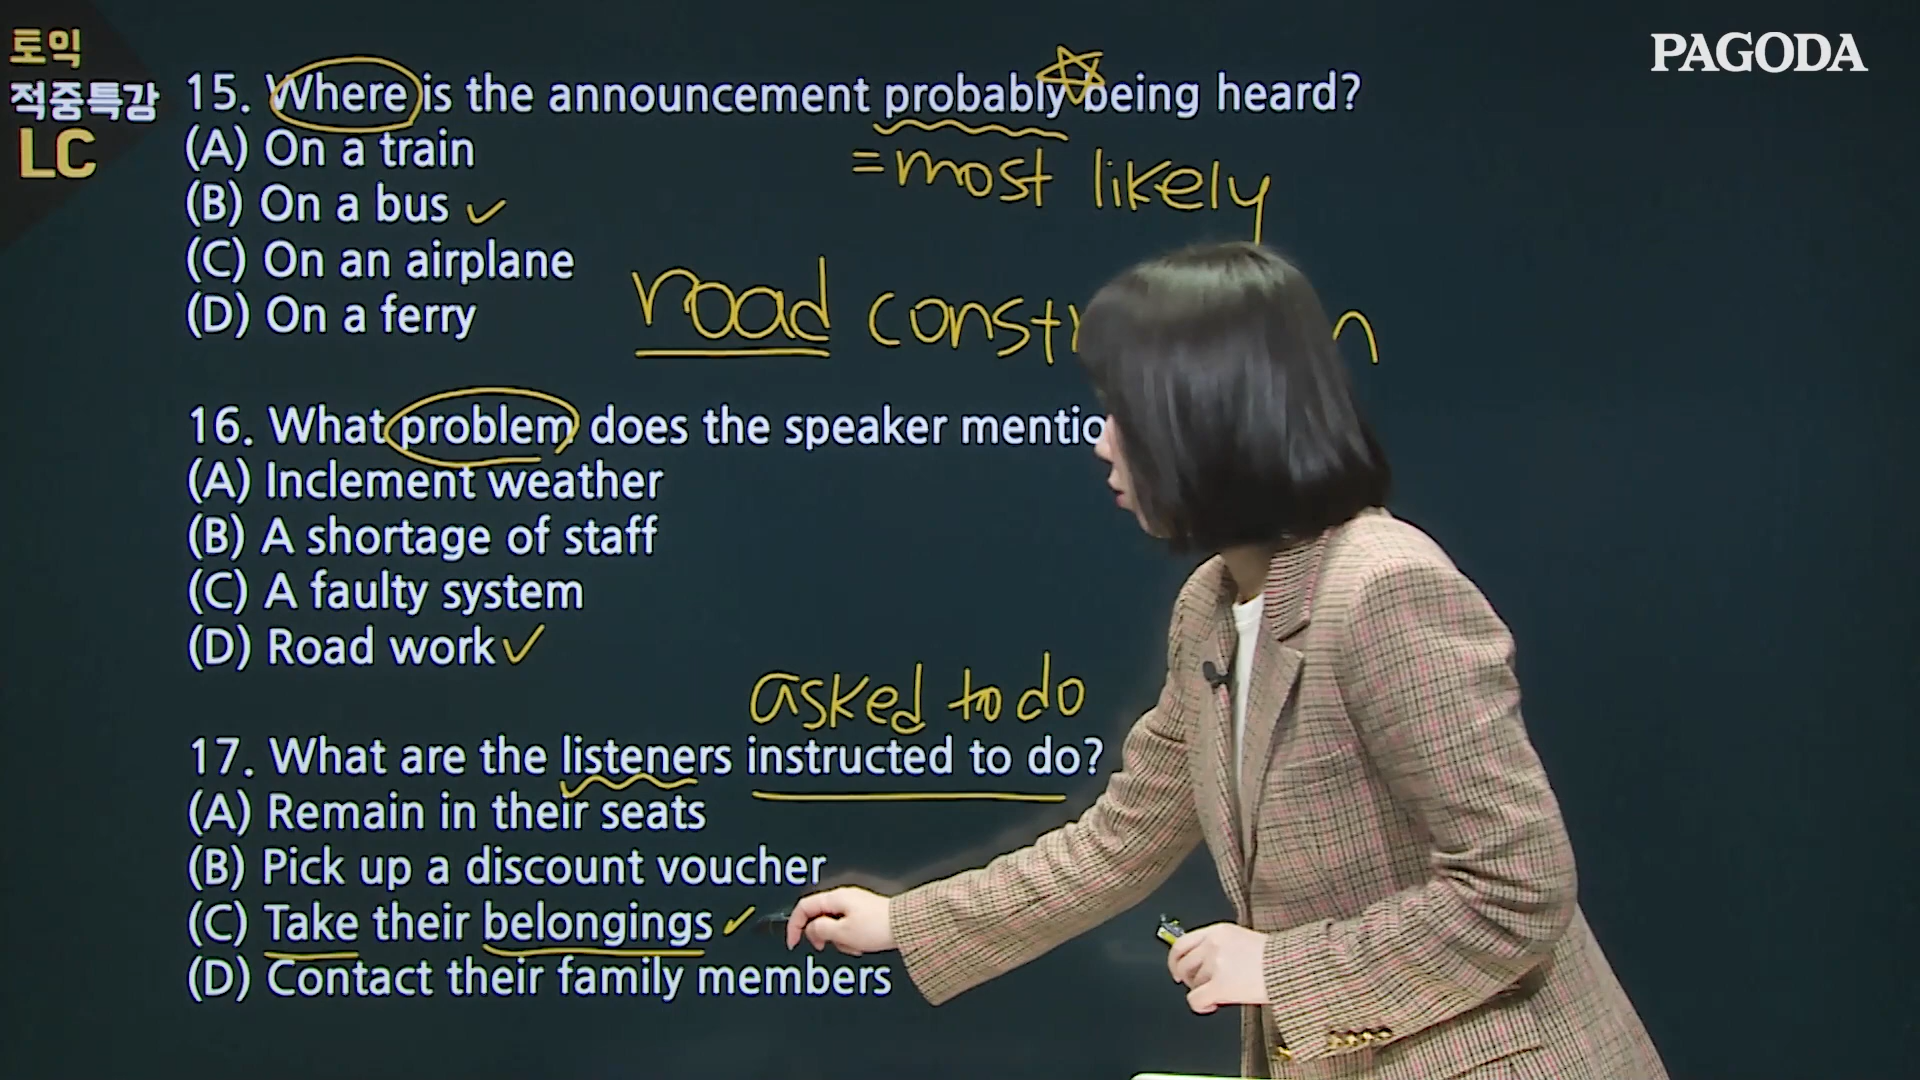 토익
적중특강
LC
PAGODA
15. Where is the announcement probably being heard?
=most likely
(A) On a train
(B) On a bus
(C) On an airplane
(D) On a ferry
road
16. What problem does the speaker
(A) Inclement weather
(B) A shortage of staff
(C) A faulty system
(D) Road work
asked to do
17. What are the listeners instructed to do?
(A) Remain in their seats
(B) Pick up a discount voucher
(C) Take their belongings
(D) Contact their family members